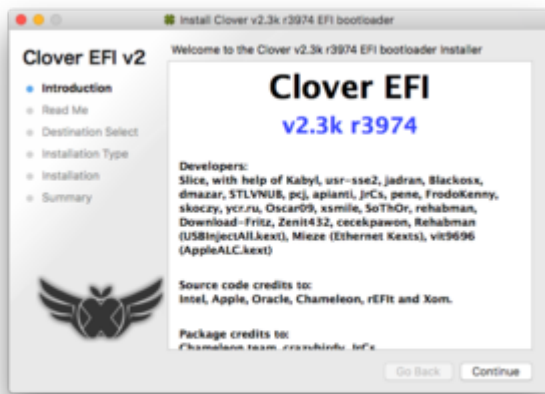 Install Clover v2.3k r3974 EFI bootloader
Clover EFI v2
Welcome to the Clover v2.3k r3974 EFI bootloader Installer
Introduction
Read Me
Destination Select
Installation Type
Installation
Summary
Clover EFI
v2.3k r3974
Developers:
Slice, with help of Kabyl, usr-sse2, jadran, Blackosx,
dmazar, STLVNUB, pcj, apianti, JrCs, pene, FrodoKenny,
skoczy, ycr.ru, Oscar09, xsmile, SoThOr, rehabman,
Download-Fritz, Zenit432, cecekpawon, Rehabman
(USBInjectAll.kext), Mieze (Ethernet Kexts), vit9696
(AppleALC.kext)
Source code credits to:
Intel, Apple, Oracle, Chameleon, rEFIt and Xom.
Package credits to:
Chameleon team, crazybirdy, JrCs
Go Back
Continue